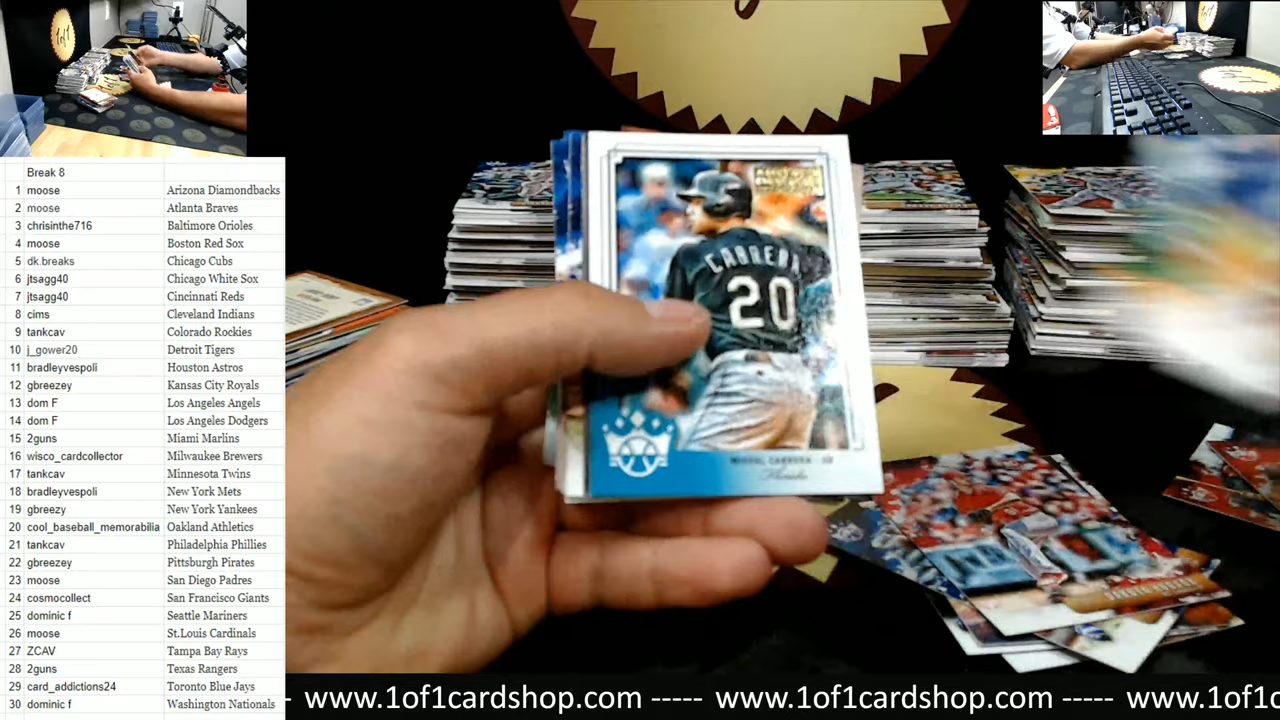 Break 8
1 moose Arizona Diamondbacks
2 moose Atlanta Braves
3 chrisinthe716 Baltimore Orioles
4 moose Boston Red Sox
5 dk.breaks Chicago Cubs
6 jtsagg40 Chicago White Sox
7 jtsagg40 Cincinnati Reds
8 cims Cleveland Indians
9 tankcav Colorado Rockies
10 j_gower20 Detroit Tigers
11 bradleyvespoli Houston Astros
12 gbreezey Kansas City Royals
13 dom F Los Angeles Angels
14 dom F Los Angeles Dodgers
15 2guns Miami Marlins
16 wisco_cardcollector Milwaukee Brewers
17 tankcav Minnesota Twins
18 bradleyvespoli New York Mets
19 gbreezy New York Yankees
20 cool_baseball_memorabilia Oakland Athletics
21 tankcav Philadelphia Phillies
22 gbreezey Pittsburgh Pirates
23 moose San Diego Padres
24 cosmocollect San Francisco Giants
25 dominic f Seattle Mariners
26 moose St.Louis Cardinals
27 ZCAV Tampa Bay Rays
28 2guns Texas Rangers
29 card_addictions24 Toronto Blue Jays
30 dominic f Washington Nationals
CABRERA
20
- www.1of1cardshop.com ----- www.1of1cardshop.com ----- www.1of1